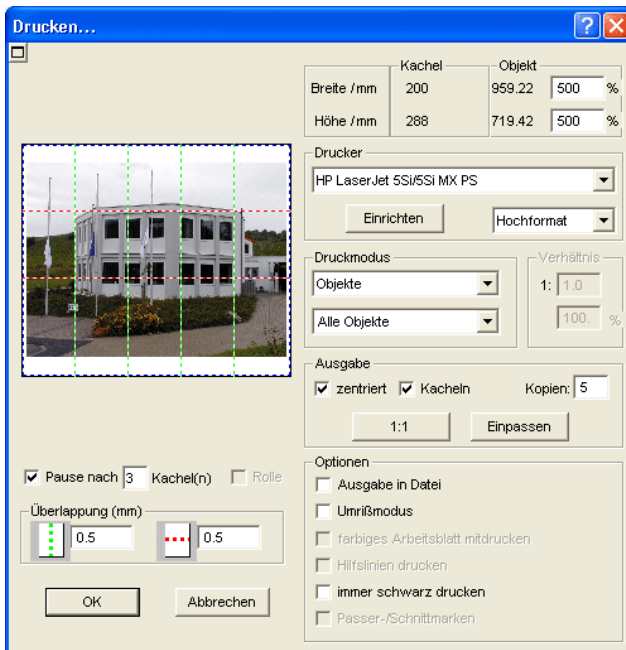 Drucken...
Kachel Objekt
Breite /mm 200 959.22 500 %
Höhe /mm 288 719.42 500 %
Drucker
HP LaserJet 5Si/5Si MX PS
Einrichten Hochformat
Druckmodus Verhältnis
Objekte 1: 1.0
Alle Objekte 100. %
Ausgabe
zentriert Kacheln Kopien: 5
1:1 Einpassen
Pause nach 3 Kachel(n) Rolle
Überlappung (mm)
0.5 0.5
OK Abbrechen
Optionen
Ausgabe in Datei
Umrißmodus
farbiges Arbeitsblatt mitdrucken
Hilfslinien drucken
immer schwarz drucken
Passer-/Schnittmarken